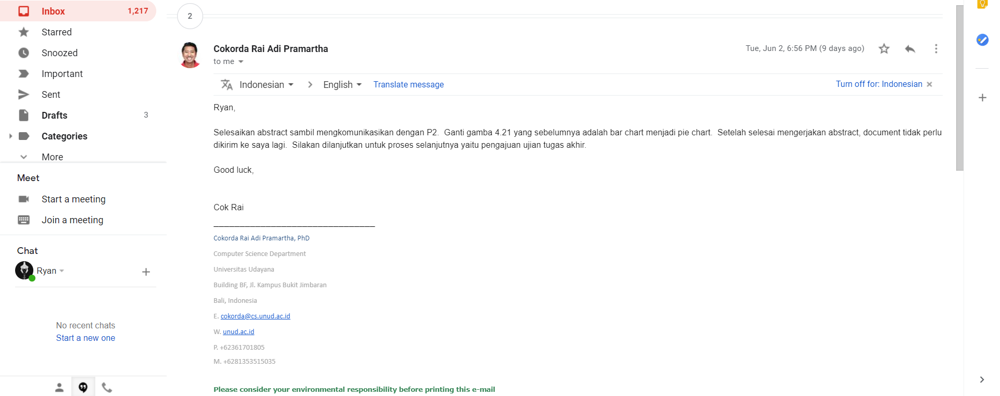 Inbox 1,217
Starred
Snoozed
Important
Sent
Drafts 3
Categories
More
Meet
Start a meeting
Join a meeting
Chat
Ryan
No recent chats
Start a new one
2
Cokorda Rai Adi Pramartha
Tue, Jun 2, 6:56 PM (9 days ago)
to me
Indonesian > English Translate message
Turn off for: Indonesian
Ryan,
Selesaikan abstract sambil mengkomunikasikan dengan P2.  Ganti gamba 4.21 yang sebelumnya adalah bar chart menjadi pie chart.  Setelah selesai mengerjakan abstract, document tidak perlu
dikirim ke saya lagi.  Silakan dilanjutkan untuk proses selanjutnya yaitu pengajuan ujian tugas akhir.
Good luck,
Cok Rai
Cokorda Rai Adi Pramartha, PhD
Computer Science Department
Universitas Udayana
Building BF, Jl. Kampus Bukit Jimbaran
Bali, Indonesia
E. cokorda@cs.unud.ac.id
W. unud.ac.id
P. +62361701805
M. +6281353515035
Please consider your environmental responsibility before printing this e-mail